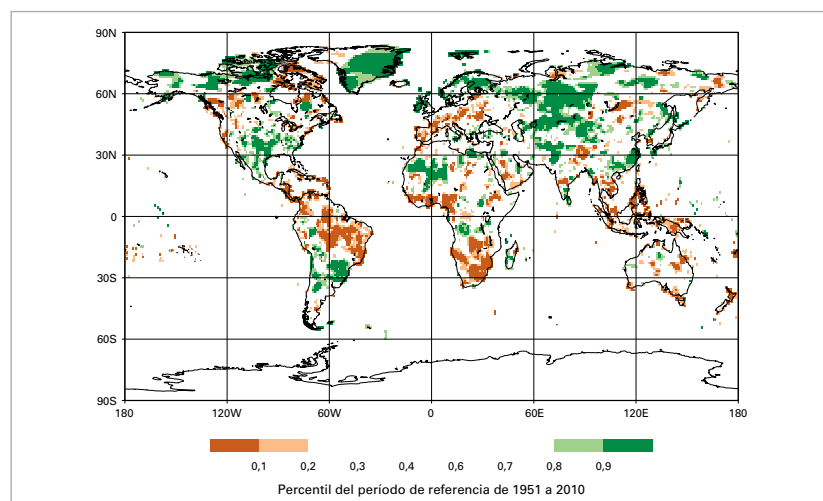 90N
60N
30N
0
30S
60S
90S
180 120W 60W 0 60E 120E 180
0,1 0,2 0,3 0,4 0,6 0,7 0,8 0,9
Percentil del período de referencia de 1951 a 2010